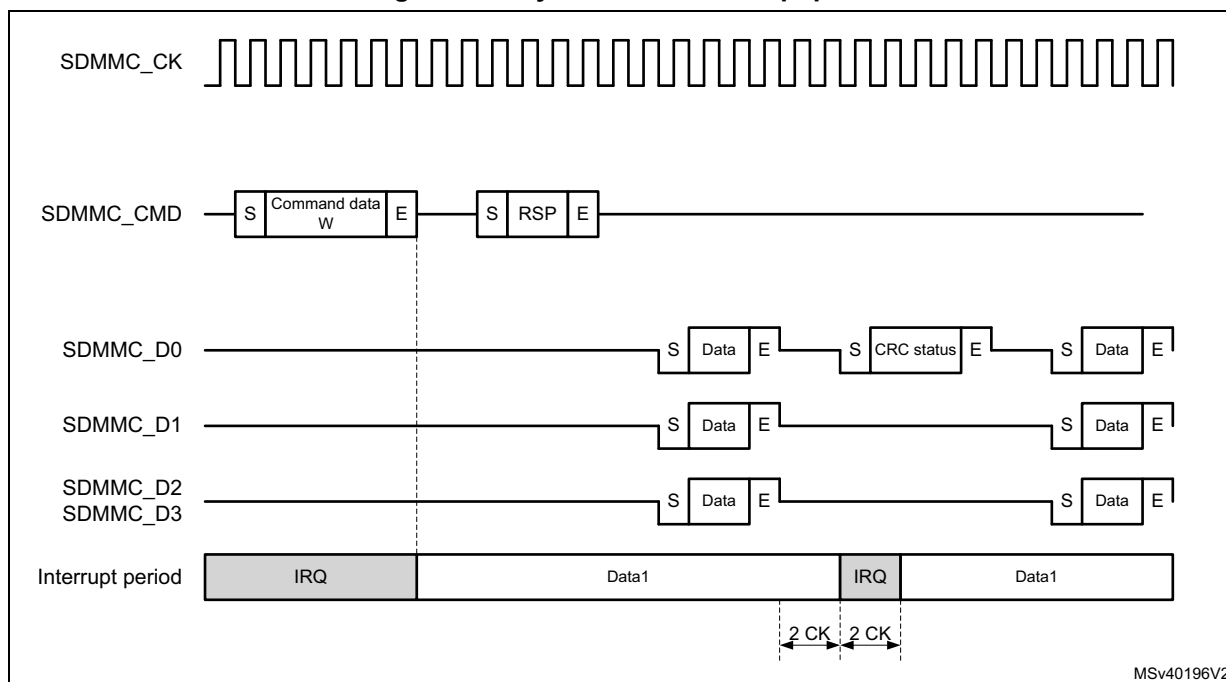 SDMMC_CK
SDMMC_CMD
S
Command data
W
E
S
RSP
E
SDMMC_D0
S
Data
E
S
CRC status
E
S
Data
E
SDMMC_D1
S
Data
E
S
Data
E
SDMMC_D2
SDMMC_D3
S
Data
E
S
Data
E
Interrupt period
IRQ
Data1
IRQ
Data1
2 CK
2 CK
MSv40196V2